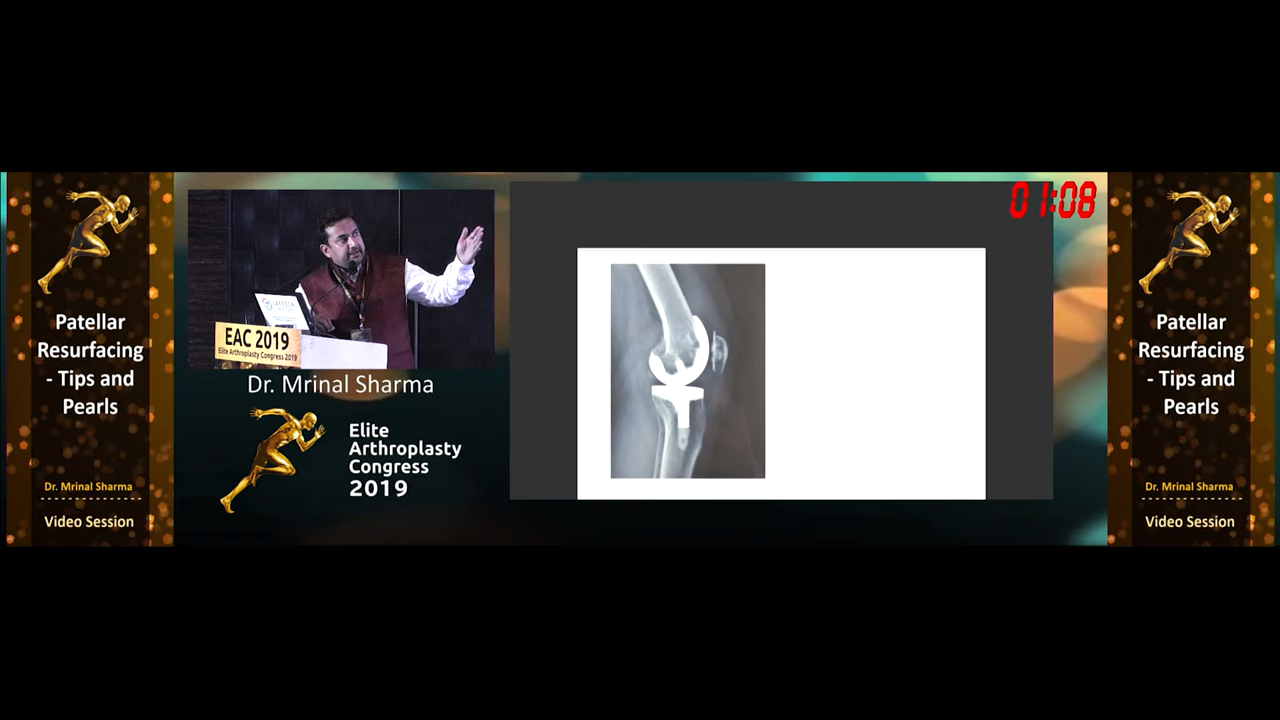 Patellar
Resurfacing
- Tips and
Pearls
Dr. Mrinal Sharma
Video Session
EAC 2019
Elite Arthroplasty Congress 2019
Dr. Mrinal Sharma
Elite
Arthroplasty
Congress
2019
01:08
Patellar
Resurfacing
- Tips and
Pearls
Dr. Mrinal Sharma
Video Session